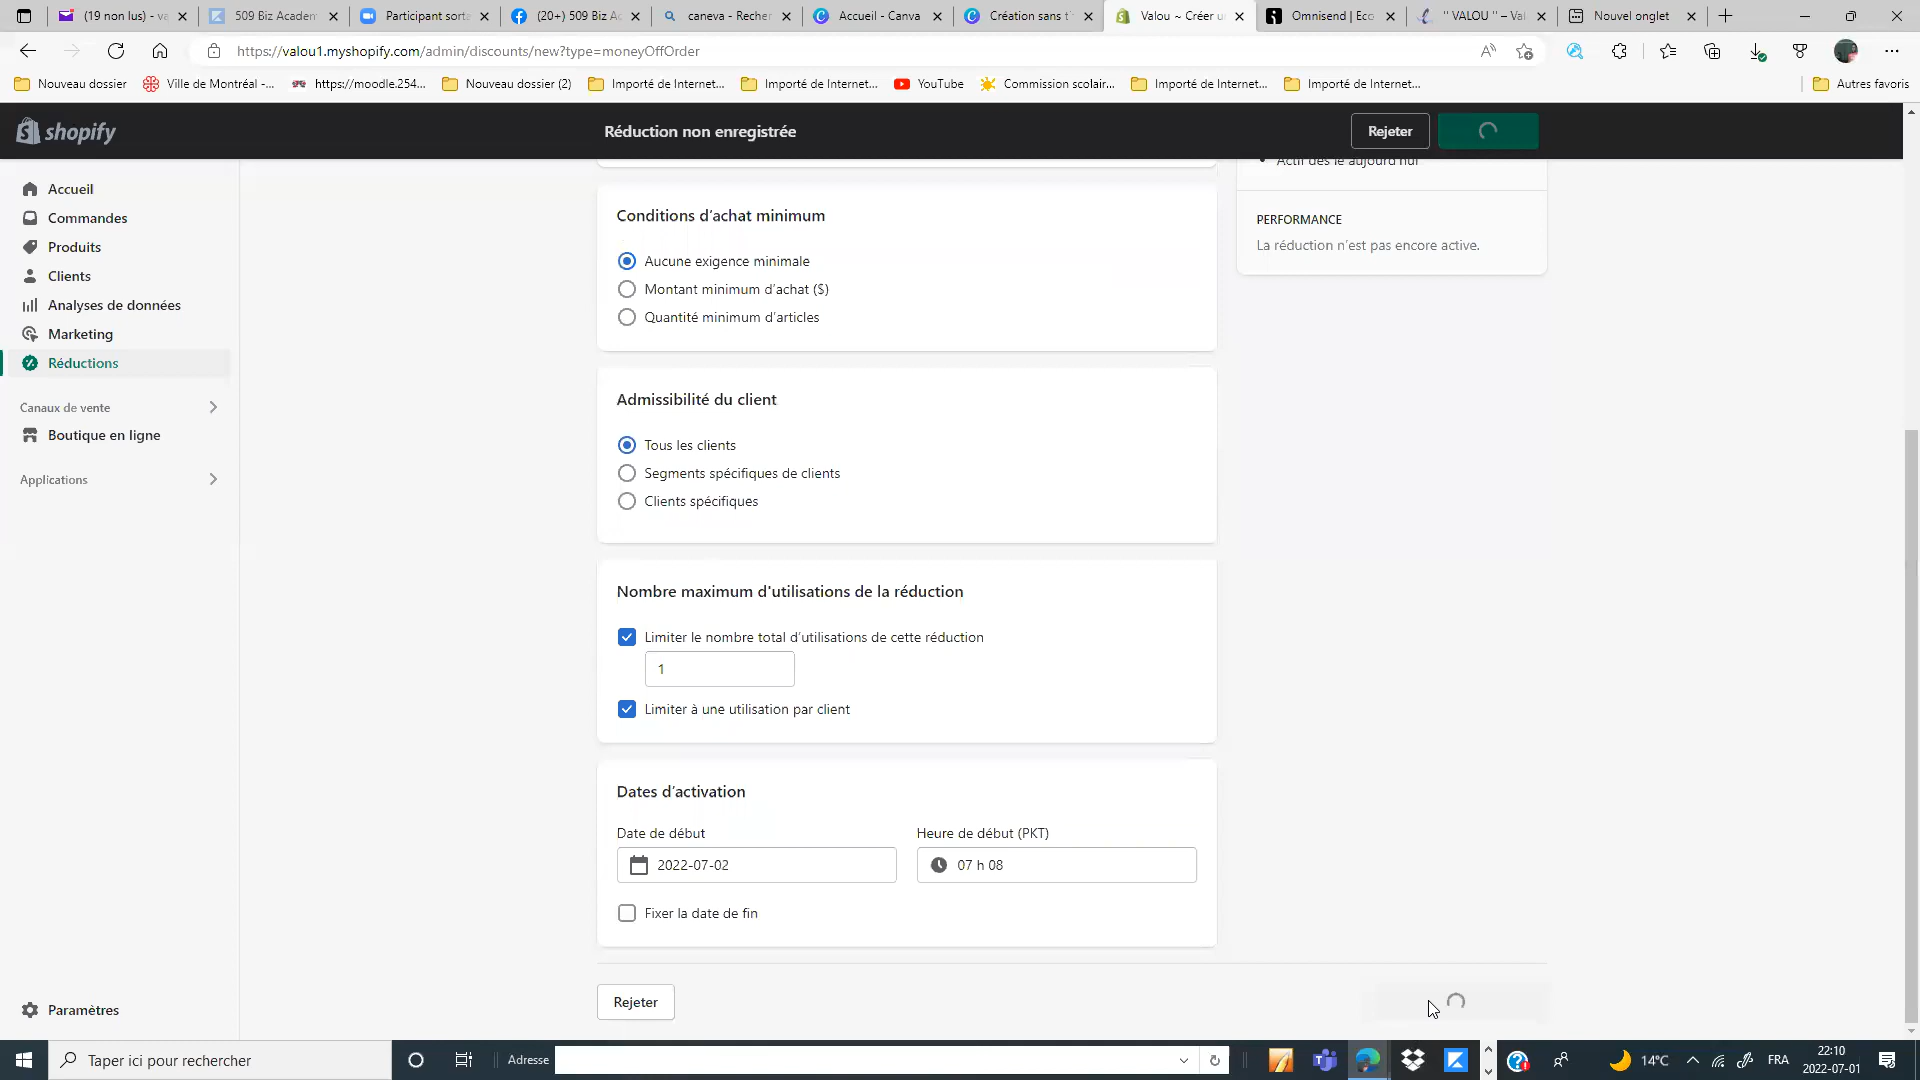 (19 non lus) - va
509 Biz Academ
Participant sorta
(20+) 509 Biz Ac
caneva - Recher
Accueil - Canva
Création sans ti
Valou ~ Créer u
Omnisend | Eco
" VALOU " – Val
Nouvel onglet
https://valou1.myshopify.com/admin/discounts/new?type=moneyOffOrder
Nouveau dossier
Ville de Montréal -...
https://moodle.254...
Nouveau dossier (2)
Importé de Internet...
Importé de Internet...
YouTube
Commission scolair...
Importé de Internet...
Importé de Internet...
Autres favoris
shopify
Réduction non enregistrée
Rejeter
Accueil
Commandes
Produits
Clients
Analyses de données
Marketing
Réductions
Canaux de vente
Boutique en ligne
Applications
Paramètres
Conditions d'achat minimum
Aucune exigence minimale
Montant minimum d'achat ($)
Quantité minimum d'articles
Admissibilité du client
Tous les clients
Segments spécifiques de clients
Clients spécifiques
Nombre maximum d'utilisations de la réduction
Limiter le nombre total d'utilisations de cette réduction
1
Limiter à une utilisation par client
Dates d'activation
Date de début
Heure de début (PKT)
2022-07-02
07 h 08
Fixer la date de fin
Rejeter
Actif dès le aujourd'hui
PERFORMANCE
La réduction n'est pas encore active.
Taper ici pour rechercher
Adresse
14°C
FRA
22:10
2022-07-01